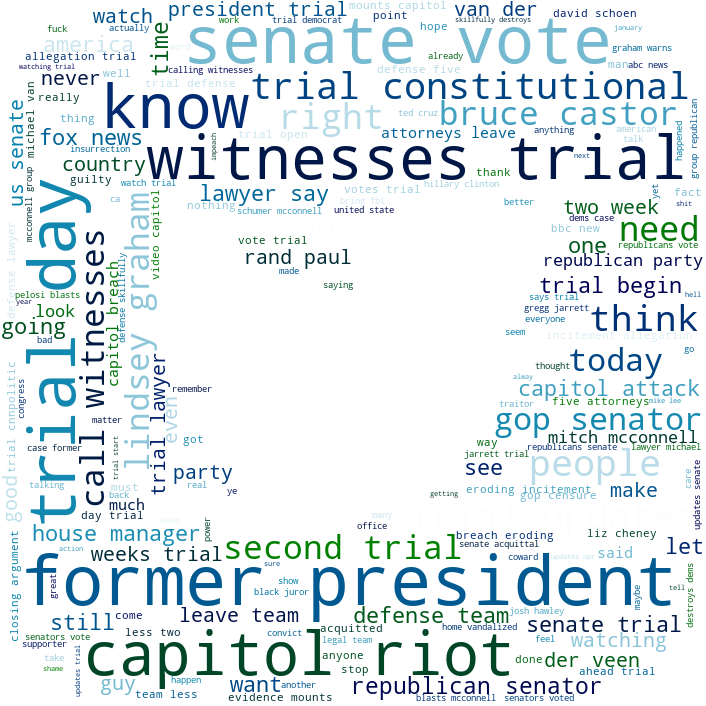 fuck
watch
actually
president trial
work
trial democrat
mounts capitol
point
van der
hope
skillfully destroys
david schoen
january
america
time
senate vote
already
graham warns
allegation trial
watching trial
calling witnesses
defense five
man
abc news
never
well
trial defense
trial constitutional
really
know
right
ted cruz
bruce castor
american
talk
us senate
michael van
thing
fox news
insurrection
impeach
trial open
attorneys leave
anything
happened
group republican
mcconnell group
country
guilty
watch trial
witnesses trial
thank
next
yet
ca
lawyer say
votes trial
being fbi
hillary clinton
better
fact
shit
nothing
schumer mcconnell
united state
two week
dems case
need
bbc new
republicans vote
defense lawyer
trial day
call witnesses
capitol breach
defense skillfully
lindsey graham
video capitol
vote trial
rand paul
made
saying
one
republican party
says trial
trial begin
hell
pelosi blasts
year
look
going
bad
gregg jarrett
everyone
think
seem
incitement allegation
go
thought
today
remember
alway
capitol attack
traitor
five attorneys
mike lee
congress
trial cnnpolitic
good
matter
case former
talking
trial start
must
back
trial lawyer
even
got
way
gop senator
mitch mcconnell
jarrett trial
republicans senate
lawyer michael
party
real
ye
see
people
eroding incitement
gop censure
make
care
updates senate
getting
much
day trial
power
many
office
closing argument
house manager
action
weeks trial
second trial
breach eroding
senate acquittal
liz cheney
said
let
coward
updates npr
great
sure
show
black juror
former president
maybe
tell
destroys dems
still
come
leave team
defense team
josh hawley
senate trial
supporter
senators vote
less two
convict
acquitted
legal team
home vandalized
feel
watching
take
shame
capitol riot
anyone
stop
done
der veen
ahead trial
updates trial
guy
happen
team less
want
another
evidence mounts
republican senator
blasts mcconnell
senators voted